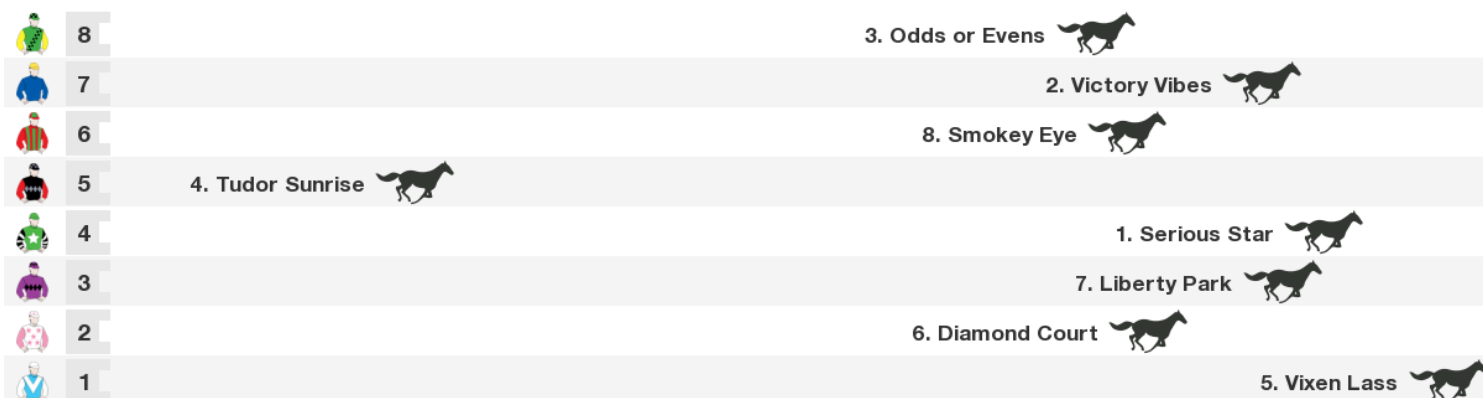 8 3. Odds or Evens
7 2. Victory Vibes
6 8. Smokey Eye
5 4. Tudor Sunrise
4 1. Serious Star
3 7. Liberty Park
2 6. Diamond Court
1 5. Vixen Lass